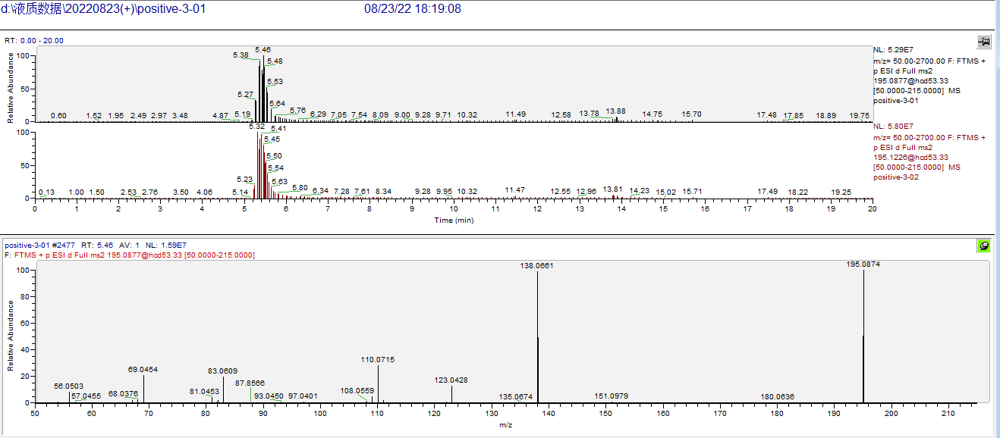 d:\液质数据\20220823(+)\positive-3-01 08/23/22 18:19:08
RT: 0.00 - 20.00
NL: 5.29E7
m/z= 50.00-2700.00 F: FTMS +
p ESI d Full ms2
195.0877@hcd53.33
[50.0000-215.0000] MS
positive-3-01
Relative Abundance
100
50
0
5.46
5.38
5.48
5.53
5.27
5.64
5.76
0.60 1.52 1.95 2.49 2.97 3.48 4.87 5.19 6.29 7.05 7.54 8.09 9.00 9.28 9.71 10.32 11.49 12.58 13.78 13.88 14.75 15.70 17.48 17.85 18.89 19.75
NL: 5.80E7
m/z= 50.00-2700.00 F: FTMS +
p ESI d Full ms2
195.1226@hcd53.33
[50.0000-215.0000] MS
positive-3-02
100
50
0
5.32
5.41
5.45
5.50
5.54
5.23
5.63
5.80
0.13 1.00 1.50 2.53 2.76 3.50 4.06 5.14 6.34 7.28 7.61 8.34 9.28 9.95 10.32 11.47 12.55 12.96 13.81 14.23 15.02 15.71 17.49 18.22 19.25
0 1 2 3 4 5 6 7 8 9 10 11 12 13 14 15 16 17 18 19 20
Time (min)
positive-3-01 #2477 RT: 5.46 AV: 1 NL: 1.59E7
F: FTMS + p ESI d Full ms2 195.0877@hcd53.33 [50.0000-215.0000]
Relative Abundance
100
80
60
40
20
0
138.0661
195.0874
110.0715
69.0454
83.0609
87.8566
123.0428
56.0503
57.0455
68.0376
81.0453
93.0450
97.0401
108.0559
135.0674
151.0979
180.0636
50 60 70 80 90 100 110 120 130 140 150 160 170 180 190 200 210
m/z